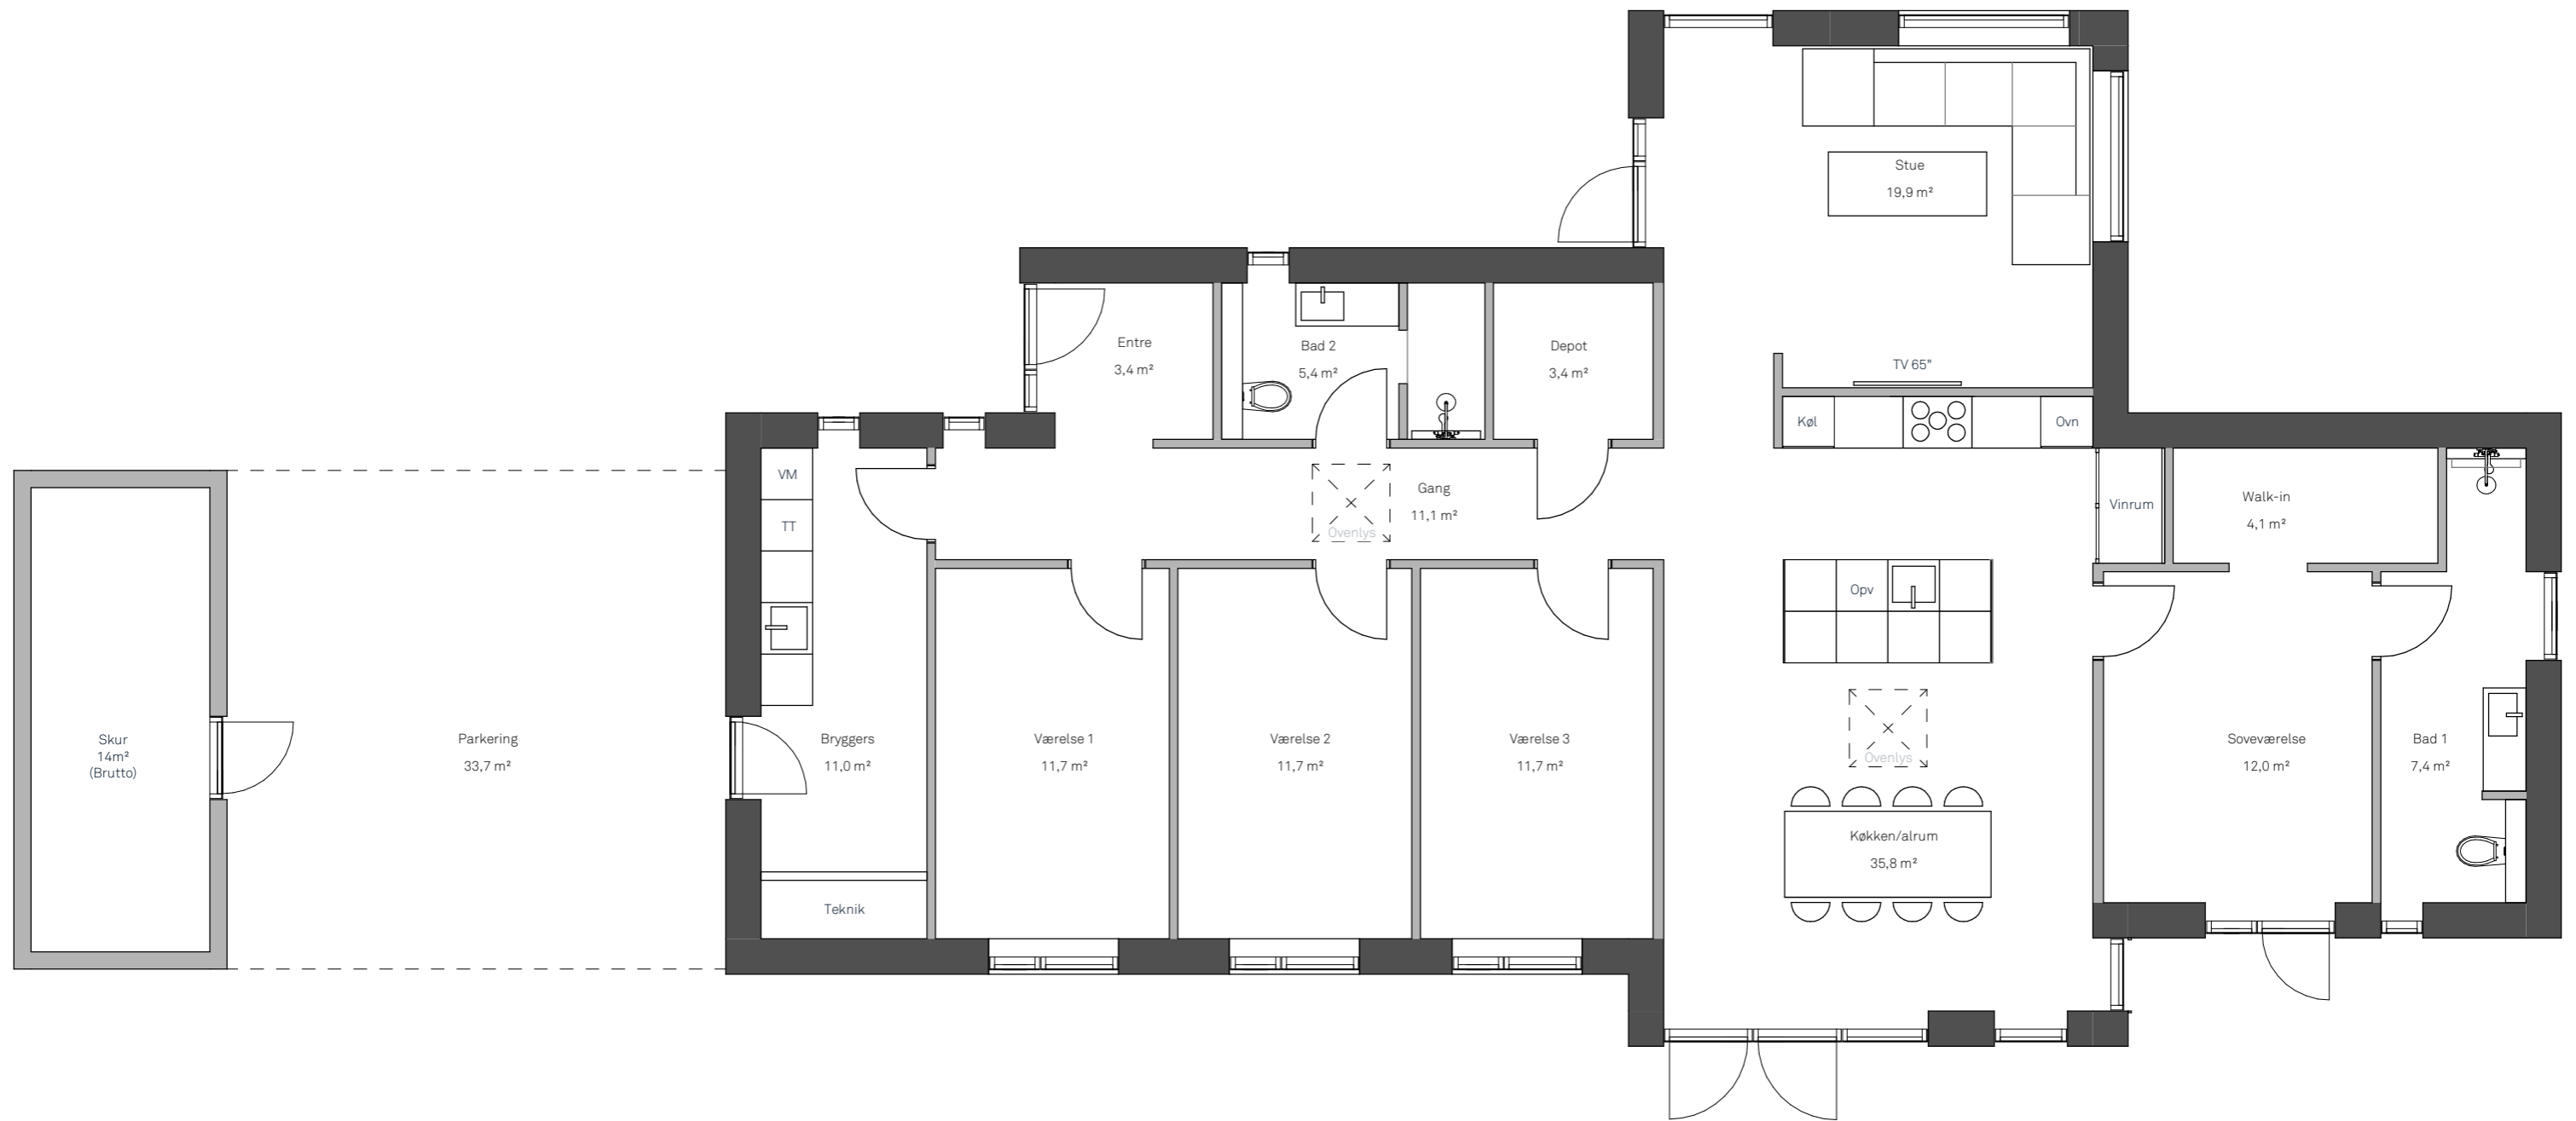 Stue
19,9 m²
Entre
3,4 m²
Bad 2
5,4 m²
Depot
3,4 m²
TV 65"
Køl
Ovn
VM
TT
Gang
11,1 m²
Ovenlys
Vinrum
Walk-in
4,1 m²
Opv
Skur
14m²
(Brutto)
Parkering
33,7 m²
Bryggers
11,0 m²
Værelse 1
11,7 m²
Værelse 2
11,7 m²
Værelse 3
11,7 m²
Ovenlys
Soveværelse
12,0 m²
Bad 1
7,4 m²
Køkken/alrum
35,8 m²
Teknik